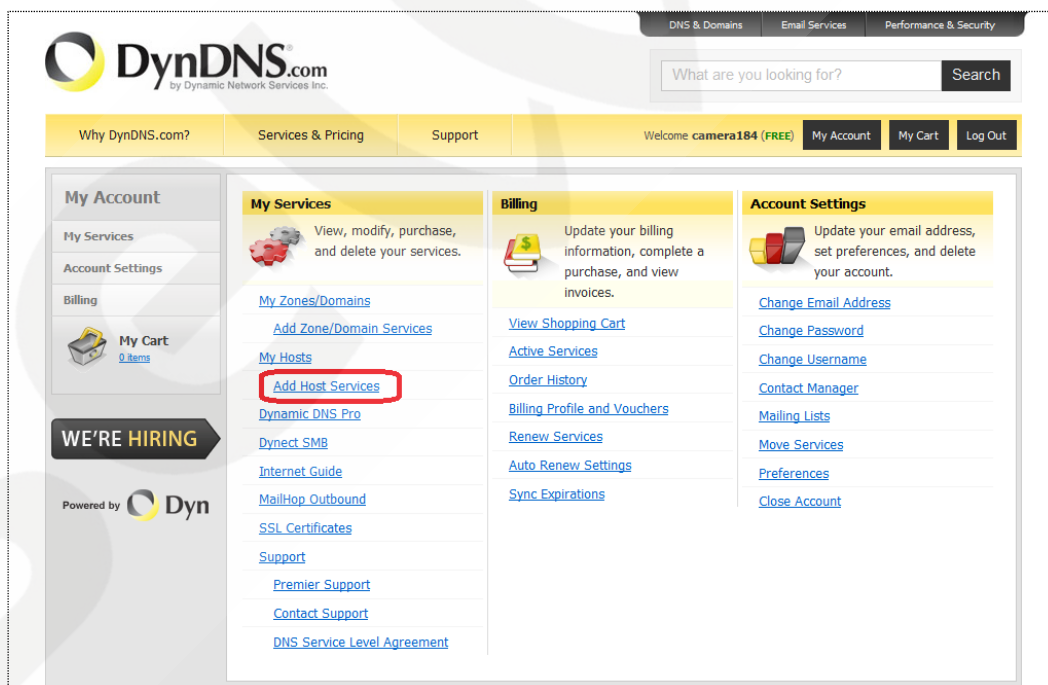 DNS & Domains
Email Services
Performance & Security
DynDNS.com
by Dynamic Network Services Inc.
What are you looking for?
Search
Why DynDNS.com?
Services & Pricing
Support
Welcome camera184 (FREE)
My Account
My Cart
Log Out
My Account
My Services
Account Settings
Billing
My Cart
0 items
WE'RE HIRING
Powered by Dyn
My Services
View, modify, purchase,
and delete your services.
My Zones/Domains
Add Zone/Domain Services
My Hosts
Add Host Services
Dynamic DNS Pro
Dynect SMB
Internet Guide
MailHop Outbound
SSL Certificates
Support
Premier Support
Contact Support
DNS Service Level Agreement
Billing
Update your billing
information, complete a
purchase, and view
invoices.
View Shopping Cart
Active Services
Order History
Billing Profile and Vouchers
Renew Services
Auto Renew Settings
Sync Expirations
Account Settings
Update your email address,
set preferences, and delete
your account.
Change Email Address
Change Password
Change Username
Contact Manager
Mailing Lists
Move Services
Preferences
Close Account